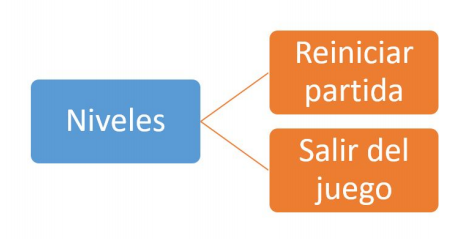 Niveles
Reiniciar
partida
Salir del
juego